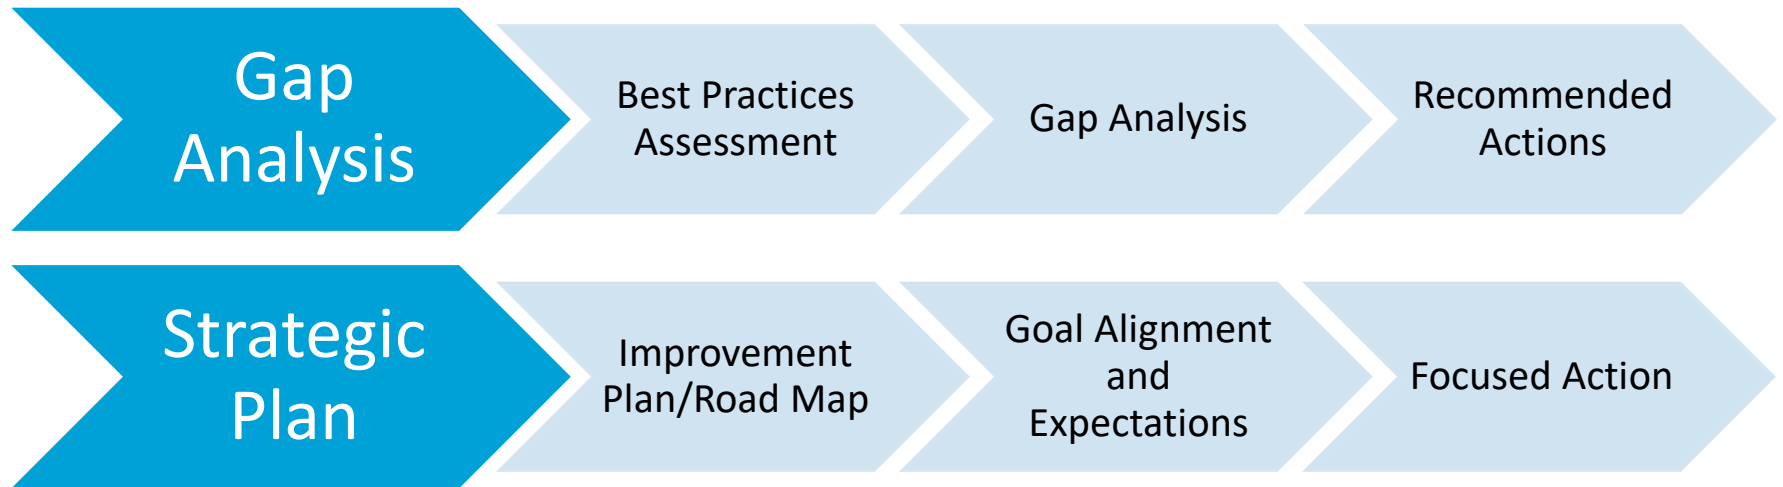 Gap
Analysis
Best Practices
Assessment
Gap Analysis
Recommended
Actions
Strategic
Plan
Improvement
Plan/Road Map
Goal Alignment
and
Expectations
Focused Action